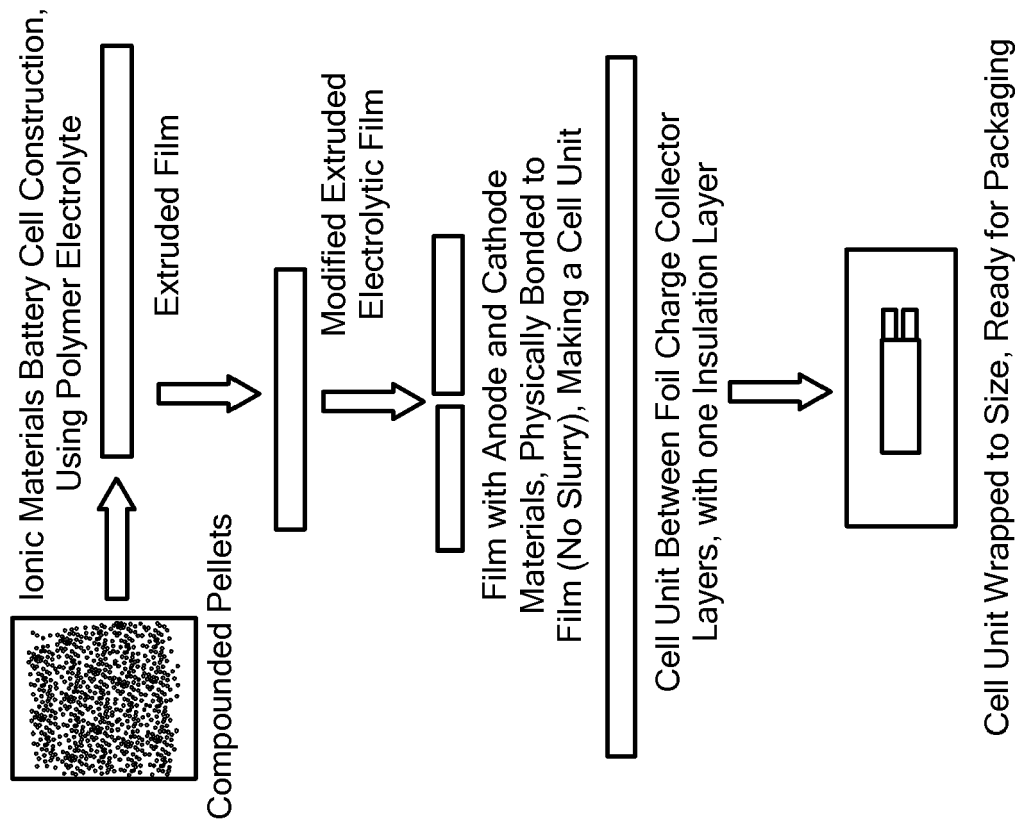 Ionic Materials Battery Cell Construction,
Using Polymer Electrolyte
Compounded Pellets
Extruded Film
Modified Extruded
Electrolytic Film
Film with Anode and Cathode
Materials, Physically Bonded to
Film (No Slurry), Making a Cell Unit
Cell Unit Between Foil Charge Collector
Layers, with one Insulation Layer
Cell Unit Wrapped to Size, Ready for Packaging